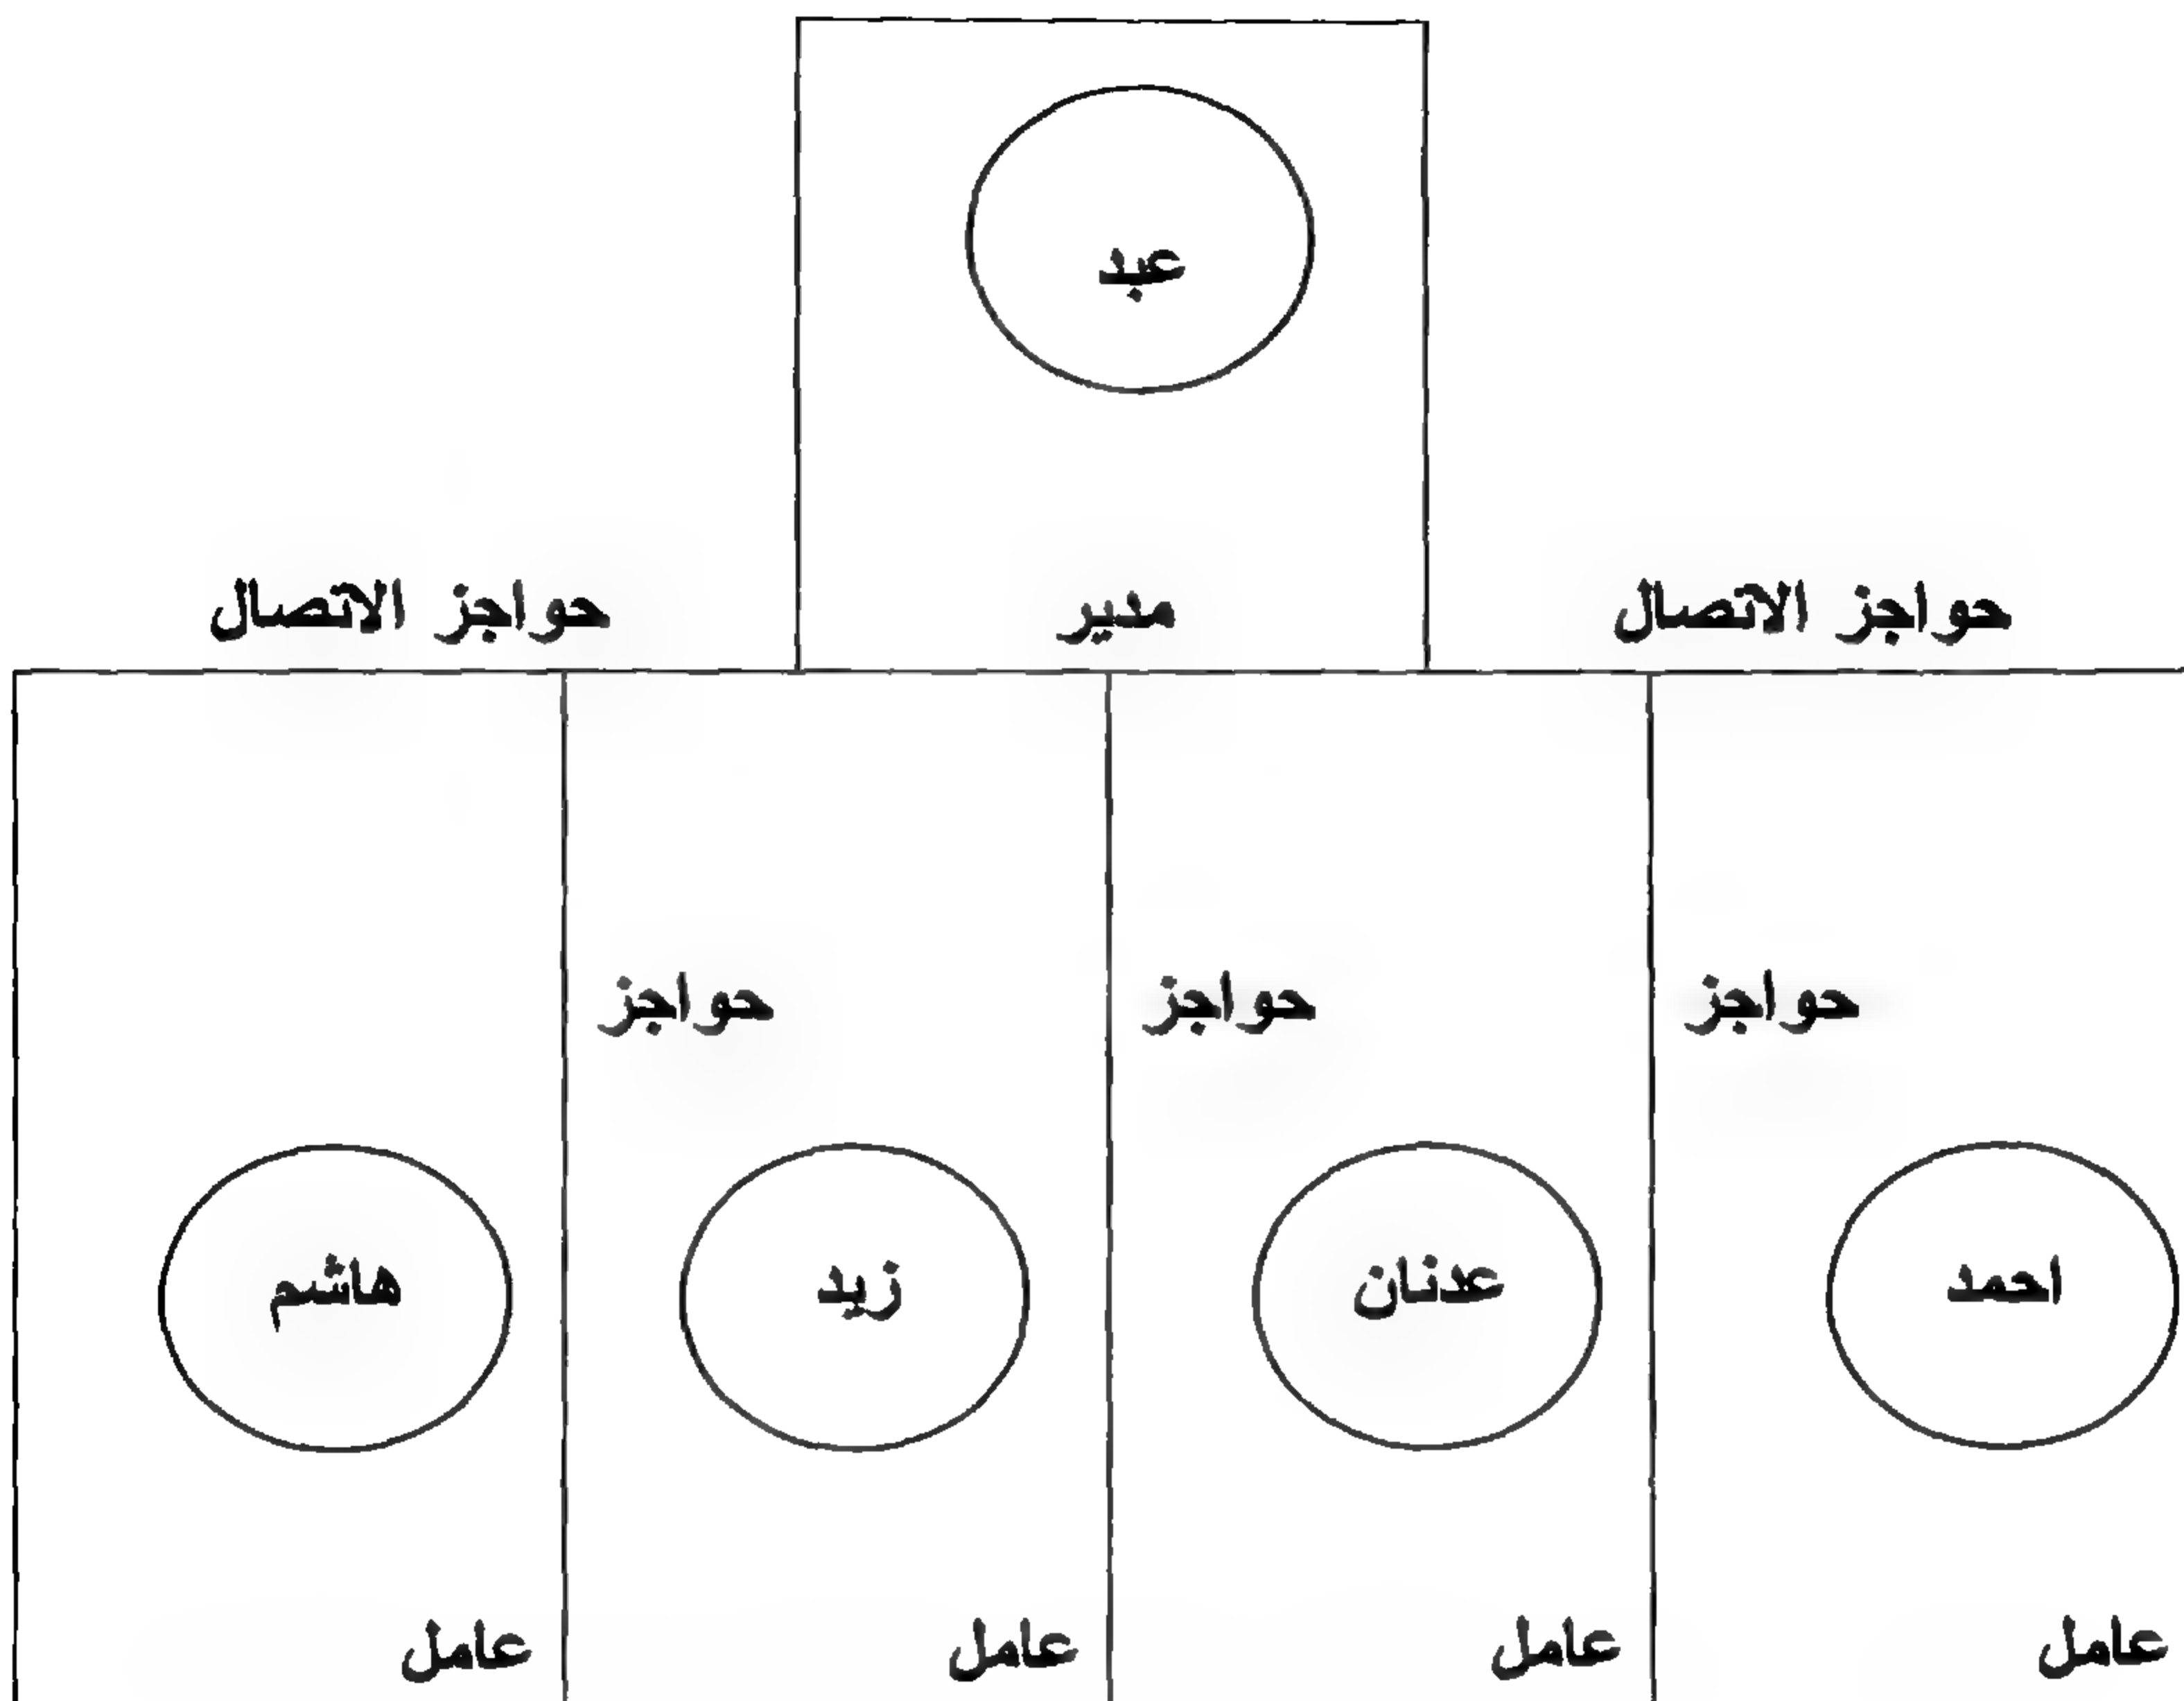 عبد
حواجز الاتصال
مدير
حواجز الاتصال
حواجز
حواجز
حواجز
احمد
عدنان
زيد
هاشم
عامل
عامل
عامل
عامل